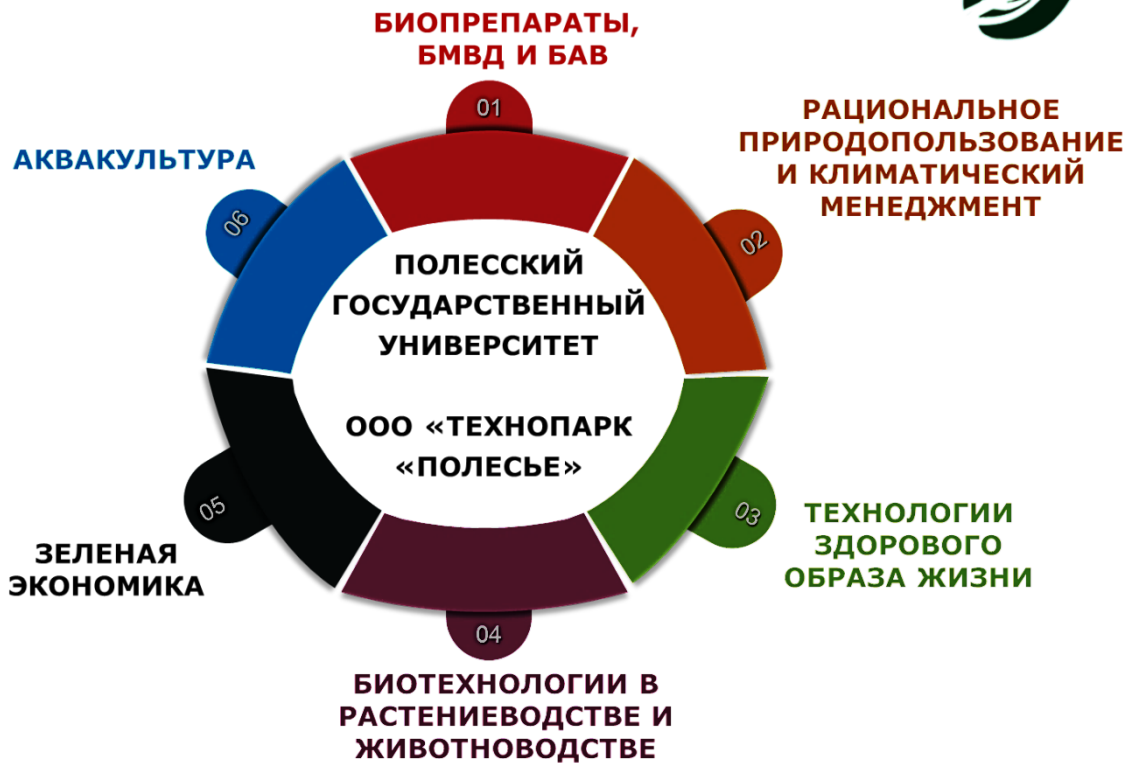 БИОПРЕПАРАТЫ,
БМВД И БАВ
01
РАЦИОНАЛЬНОЕ
ПРИРОДОПОЛЬЗОВАНИЕ
И КЛИМАТИЧЕСКИЙ
МЕНЕДЖМЕНТ
02
ТЕХНОЛОГИИ
ЗДОРОВОГО
ОБРАЗА ЖИЗНИ
03
БИОТЕХНОЛОГИИ В
РАСТЕНИЕВОДСТВЕ И
ЖИВОТНОВОДСТВЕ
04
ЗЕЛЕНАЯ
ЭКОНОМИКА
05
АКВАКУЛЬТУРА
06
ПОЛЕССКИЙ
ГОСУДАРСТВЕННЫЙ
УНИВЕРСИТЕТ
ООО «ТЕХНОПАРК
«ПОЛЕСЬЕ»